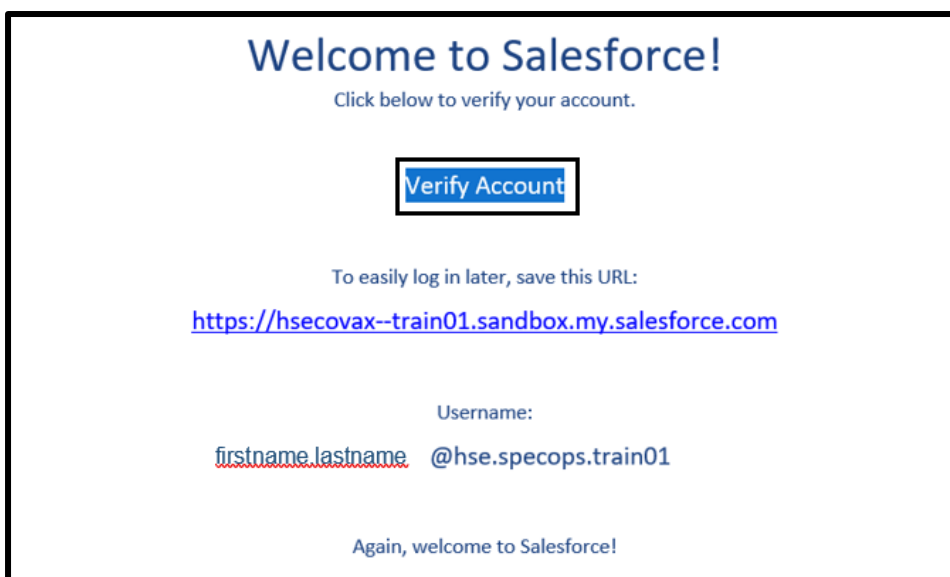 Welcome to Salesforce!
Click below to verify your account.
Verify Account
To easily log in later, save this URL:
https://hsecovax--train01.sandbox.my.salesforce.com
Username:
firstname.lastname @hse.specops.train01
Again, welcome to Salesforce!